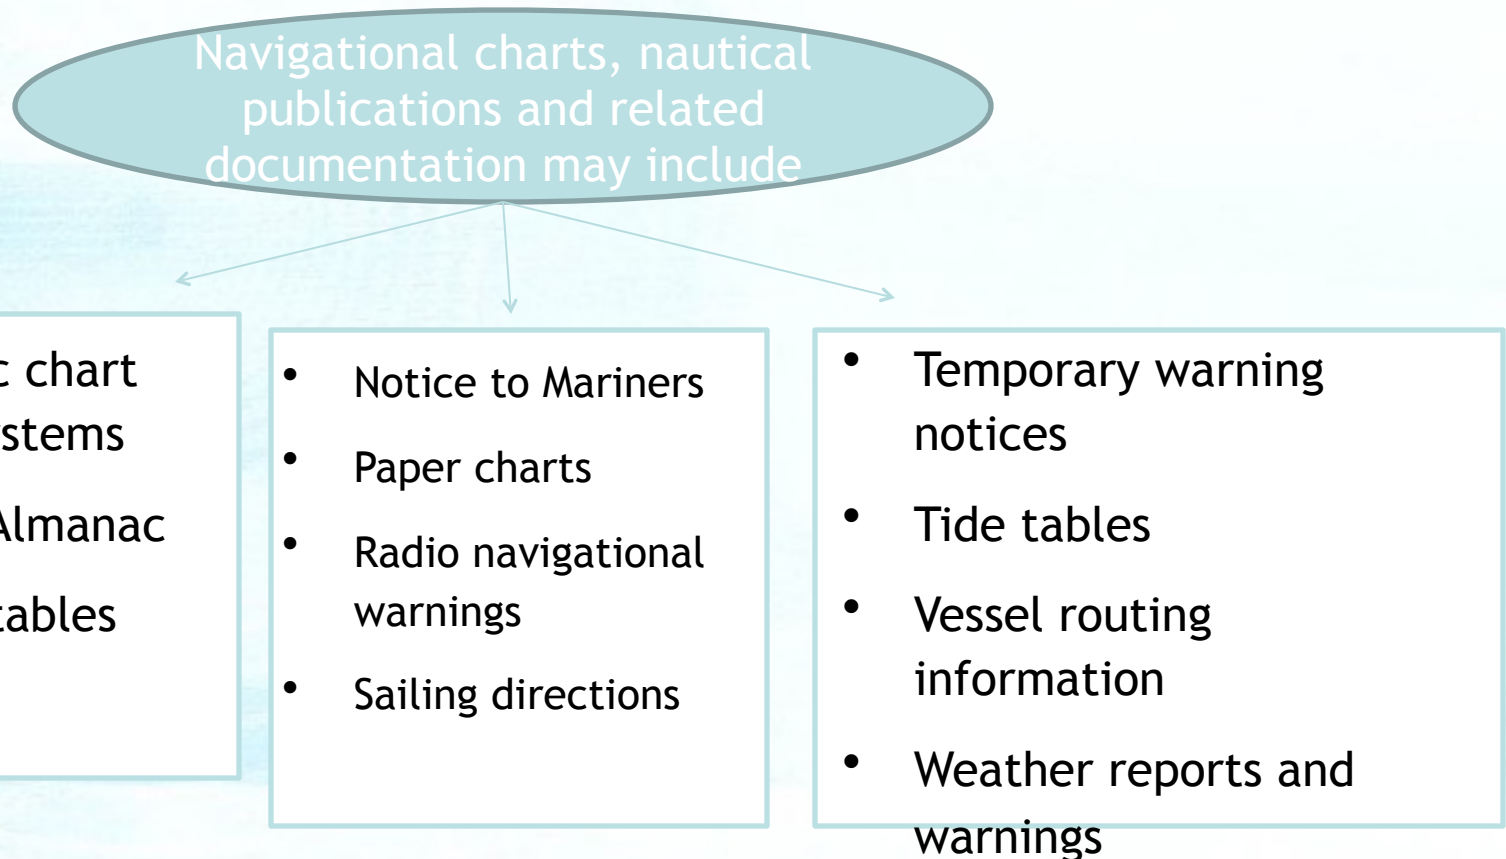 Navigational charts, nautical
publications and related
documentation may include
c chart
stems
Almanac
tables
• Notice to Mariners
• Paper charts
• Radio navigational
warnings
• Sailing directions
• Temporary warning
notices
• Tide tables
• Vessel routing
information
• Weather reports and
warnings